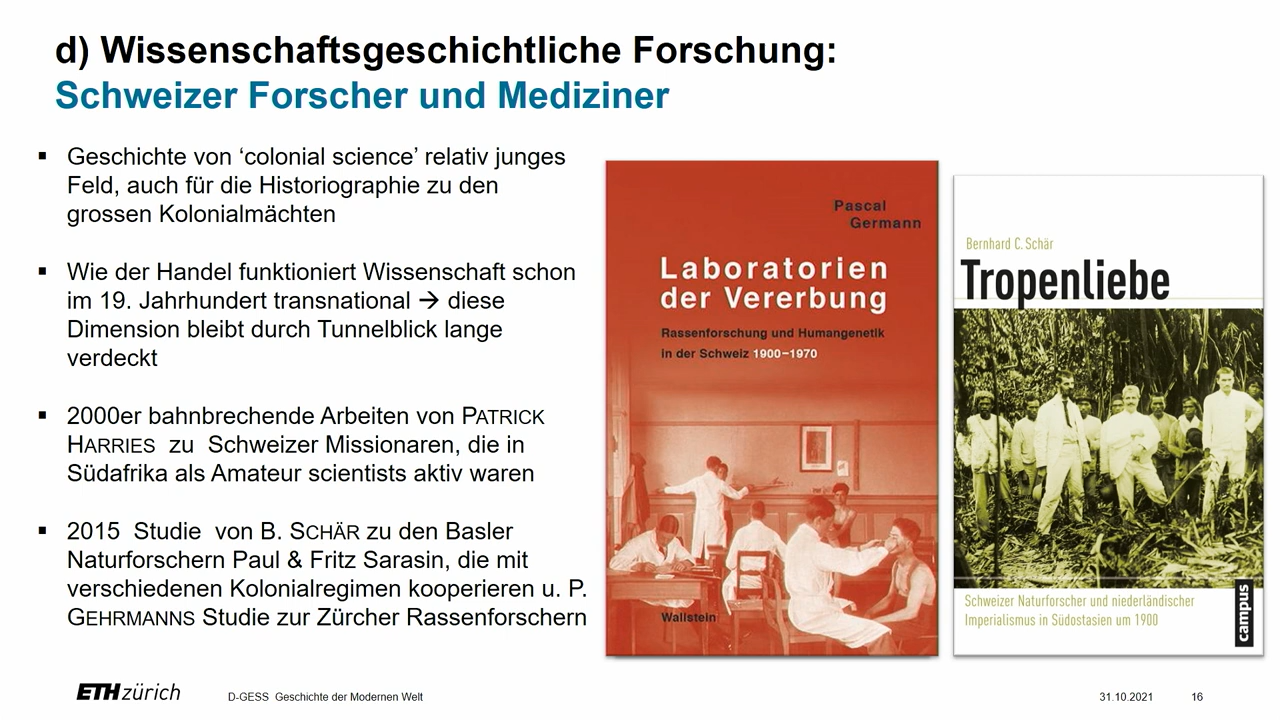 d) Wissenschaftsgeschichtliche Forschung:
Schweizer Forscher und Mediziner
▪ Geschichte von ‘colonial science’ relativ junges
Feld, auch für die Historiographie zu den
grossen Kolonialmächten
▪ Wie der Handel funktioniert Wissenschaft schon
im 19. Jahrhundert transnational → diese
Dimension bleibt durch Tunnelblick lange
verdeckt
▪ 2000er bahnbrechende Arbeiten von PATRICK
HARRIES zu Schweizer Missionaren, die in
Südafrika als Amateur scientists aktiv waren
▪ 2015 Studie von B. SCHÄR zu den Basler
Naturforschern Paul & Fritz Sarasin, die mit
verschiedenen Kolonialregimen kooperieren u. P.
GEHRMANNS Studie zur Zürcher Rassenforschern
Pascal
Germann
Laboratorien
der Vererbung
Rassenforschung und Humangenetik
in der Schweiz 1900–1970
Wallstein
Bernhard C. Schär
Tropenliebe
Schweizer Naturforscher und niederländischer
Imperialismus in Südostasien um 1900
campus
ETH zürich
D-GESS Geschichte der Modernen Welt
31.10.2021
16